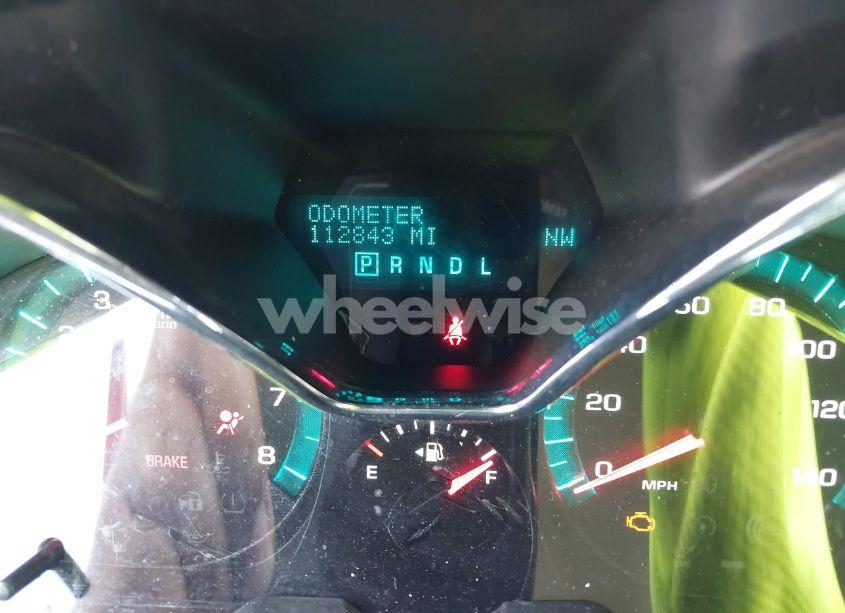 ODOMETER
112843 MI NW
P R N D L
wheelwise
3
7
8
BRAKE
E F
0
20
40
60
80
100
120
140
MPH